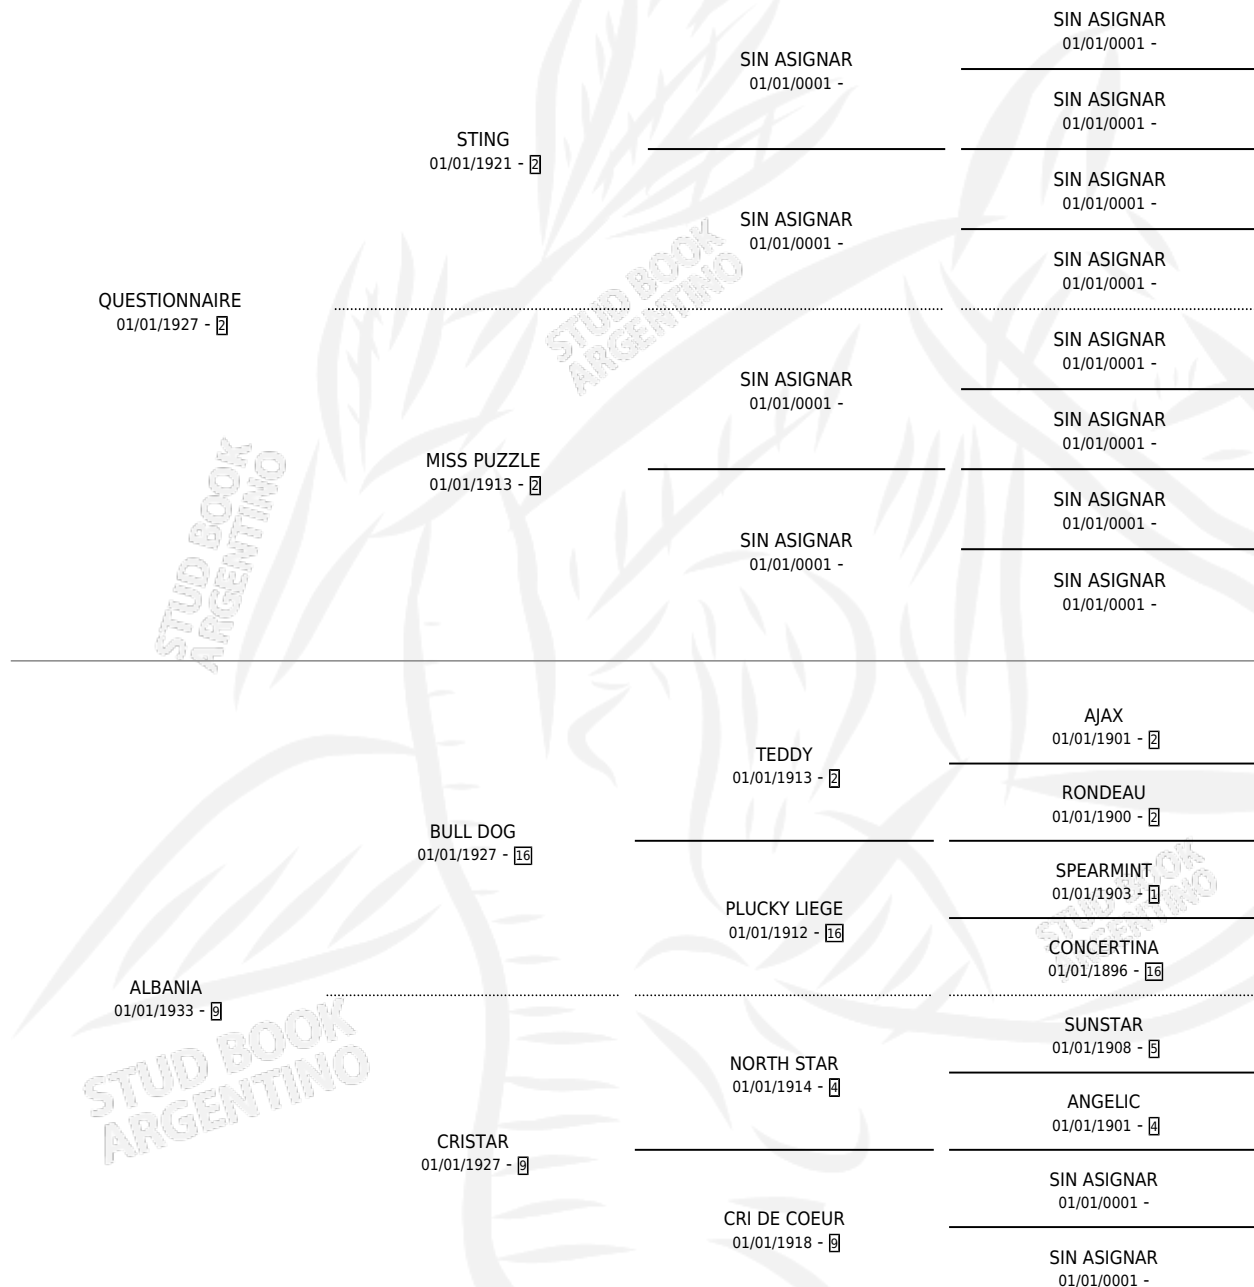 SIN ASIGNAR
01/01/0001 -
SIN ASIGNAR
01/01/0001 -
SIN ASIGNAR
01/01/0001 -
STING
01/01/1921 - 2
SIN ASIGNAR
01/01/0001 -
SIN ASIGNAR
01/01/0001 -
SIN ASIGNAR
01/01/0001 -
QUESTIONNAIRE
01/01/1927 - 2
SIN ASIGNAR
01/01/0001 -
SIN ASIGNAR
01/01/0001 -
SIN ASIGNAR
01/01/0001 -
MISS PUZZLE
01/01/1913 - 2
SIN ASIGNAR
01/01/0001 -
SIN ASIGNAR
01/01/0001 -
SIN ASIGNAR
01/01/0001 -
STUD BOOK
ARGENTINO
STUD BOOK
ARGENTINO
AJAX
01/01/1901 - 2
TEDDY
01/01/1913 - 2
RONDEAU
01/01/1900 - 2
BULL DOG
01/01/1927 - 16
SPEARMINT
01/01/1903 - 1
PLUCKY LIEGE
01/01/1912 - 16
CONCERTINA
01/01/1896 - 16
STUD BOOK
ARGENTINO
ALBANIA
01/01/1933 - 9
SUNSTAR
01/01/1908 - 5
NORTH STAR
01/01/1914 - 4
ANGELIC
01/01/1901 - 4
STUD BOOK
ARGENTINO
CRISTAR
01/01/1927 - 9
SIN ASIGNAR
01/01/0001 -
CRI DE COEUR
01/01/1918 - 9
SIN ASIGNAR
01/01/0001 -